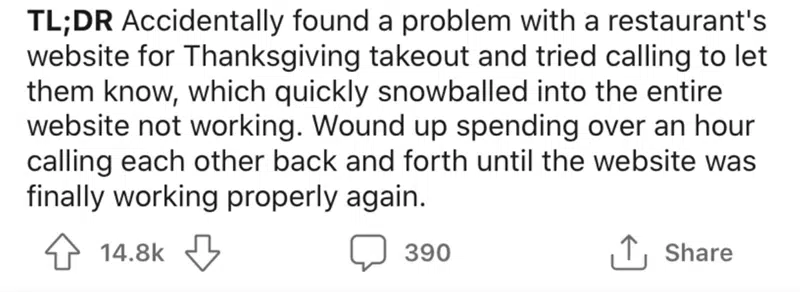 TL;DR Accidentally found a problem with a restaurant's
website for Thanksgiving takeout and tried calling to let
them know, which quickly snowballed into the entire
website not working. Wound up spending over an hour
calling each other back and forth until the website was
finally working properly again.
14.8k 390 Share